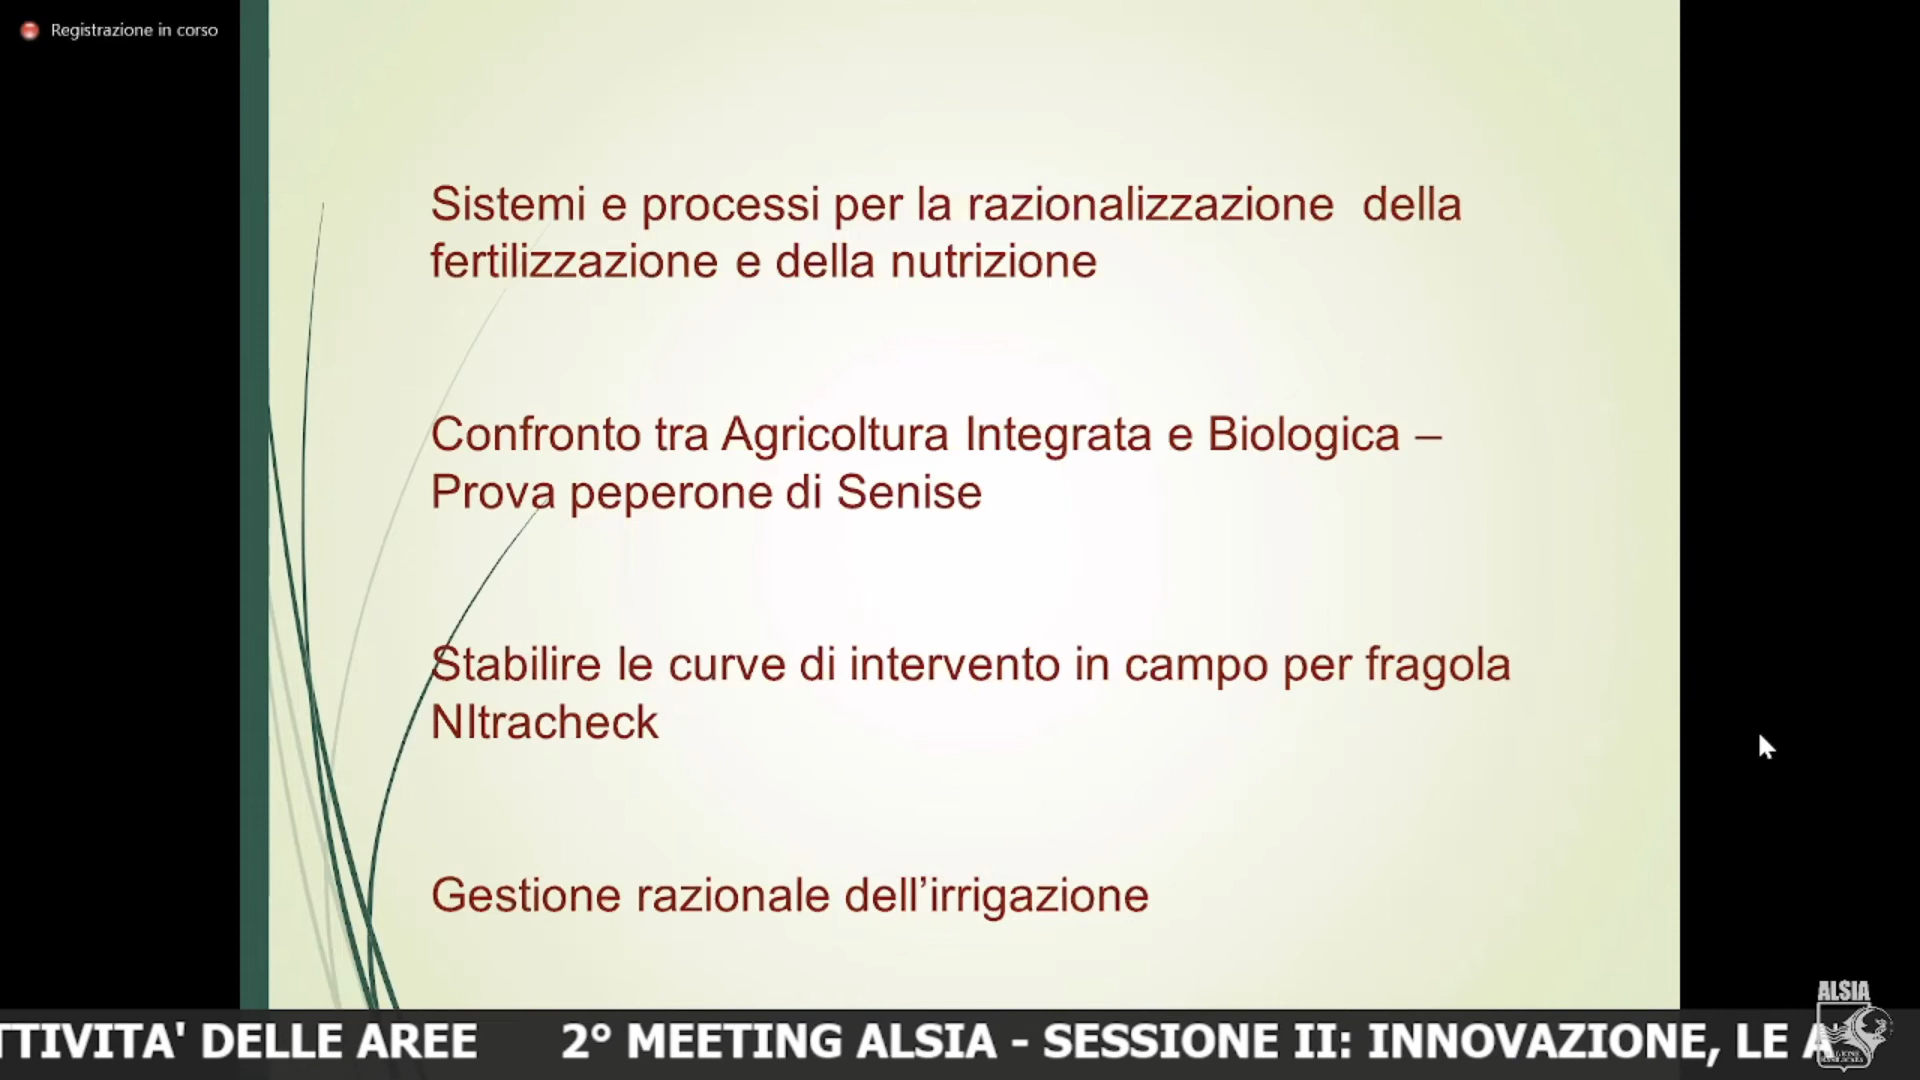 Registrazione in corso
Sistemi e processi per la razionalizzazione della
fertilizzazione e della nutrizione
Confronto tra Agricoltura Integrata e Biologica –
Prova peperone di Senise
Stabilire le curve di intervento in campo per fragola
NItracheck
Gestione razionale dell’irrigazione
ALSIA
TTIVITA' DELLE AREE 2° MEETING ALSIA - SESSIONE II: INNOVAZIONE, LE A